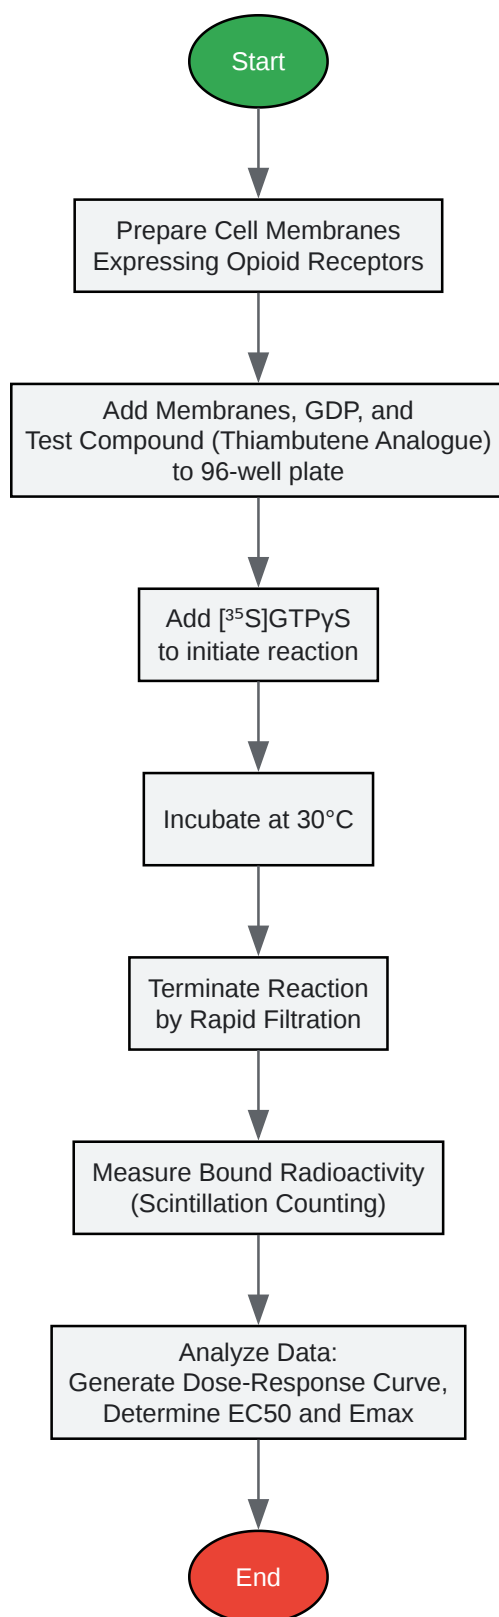 Start
Prepare Cell Membranes
Expressing Opioid Receptors
Add Membranes, GDP, and
Test Compound (Thiambutene Analogue)
to 96-well plate
Add [³⁵S]GTPγS
to initiate reaction
Incubate at 30°C
Terminate Reaction
by Rapid Filtration
Measure Bound Radioactivity
(Scintillation Counting)
Analyze Data:
Generate Dose-Response Curve,
Determine EC50 and Emax
End